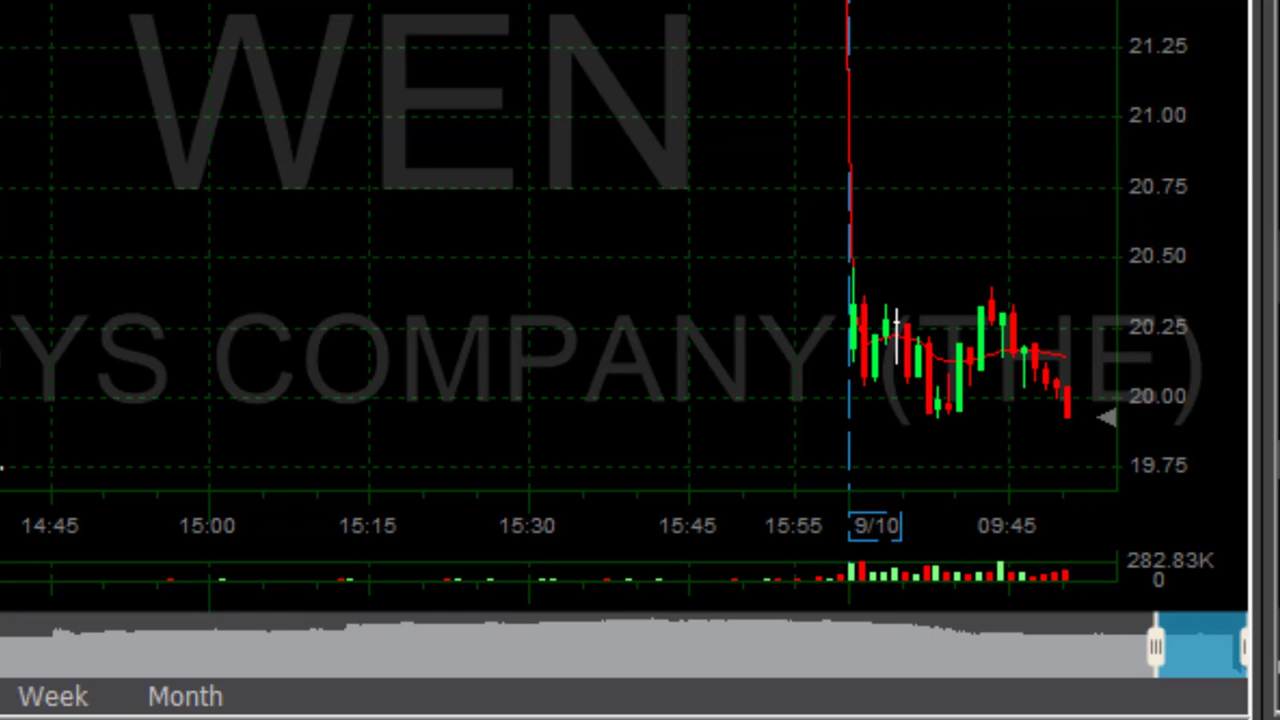 WEN
YS COMPANY (THE)
21.25
21.00
20.75
20.50
20.25
20.00
19.75
14:45 15:00 15:15 15:30 15:45 15:55 9/10 09:45
282.83K
0
Week Month